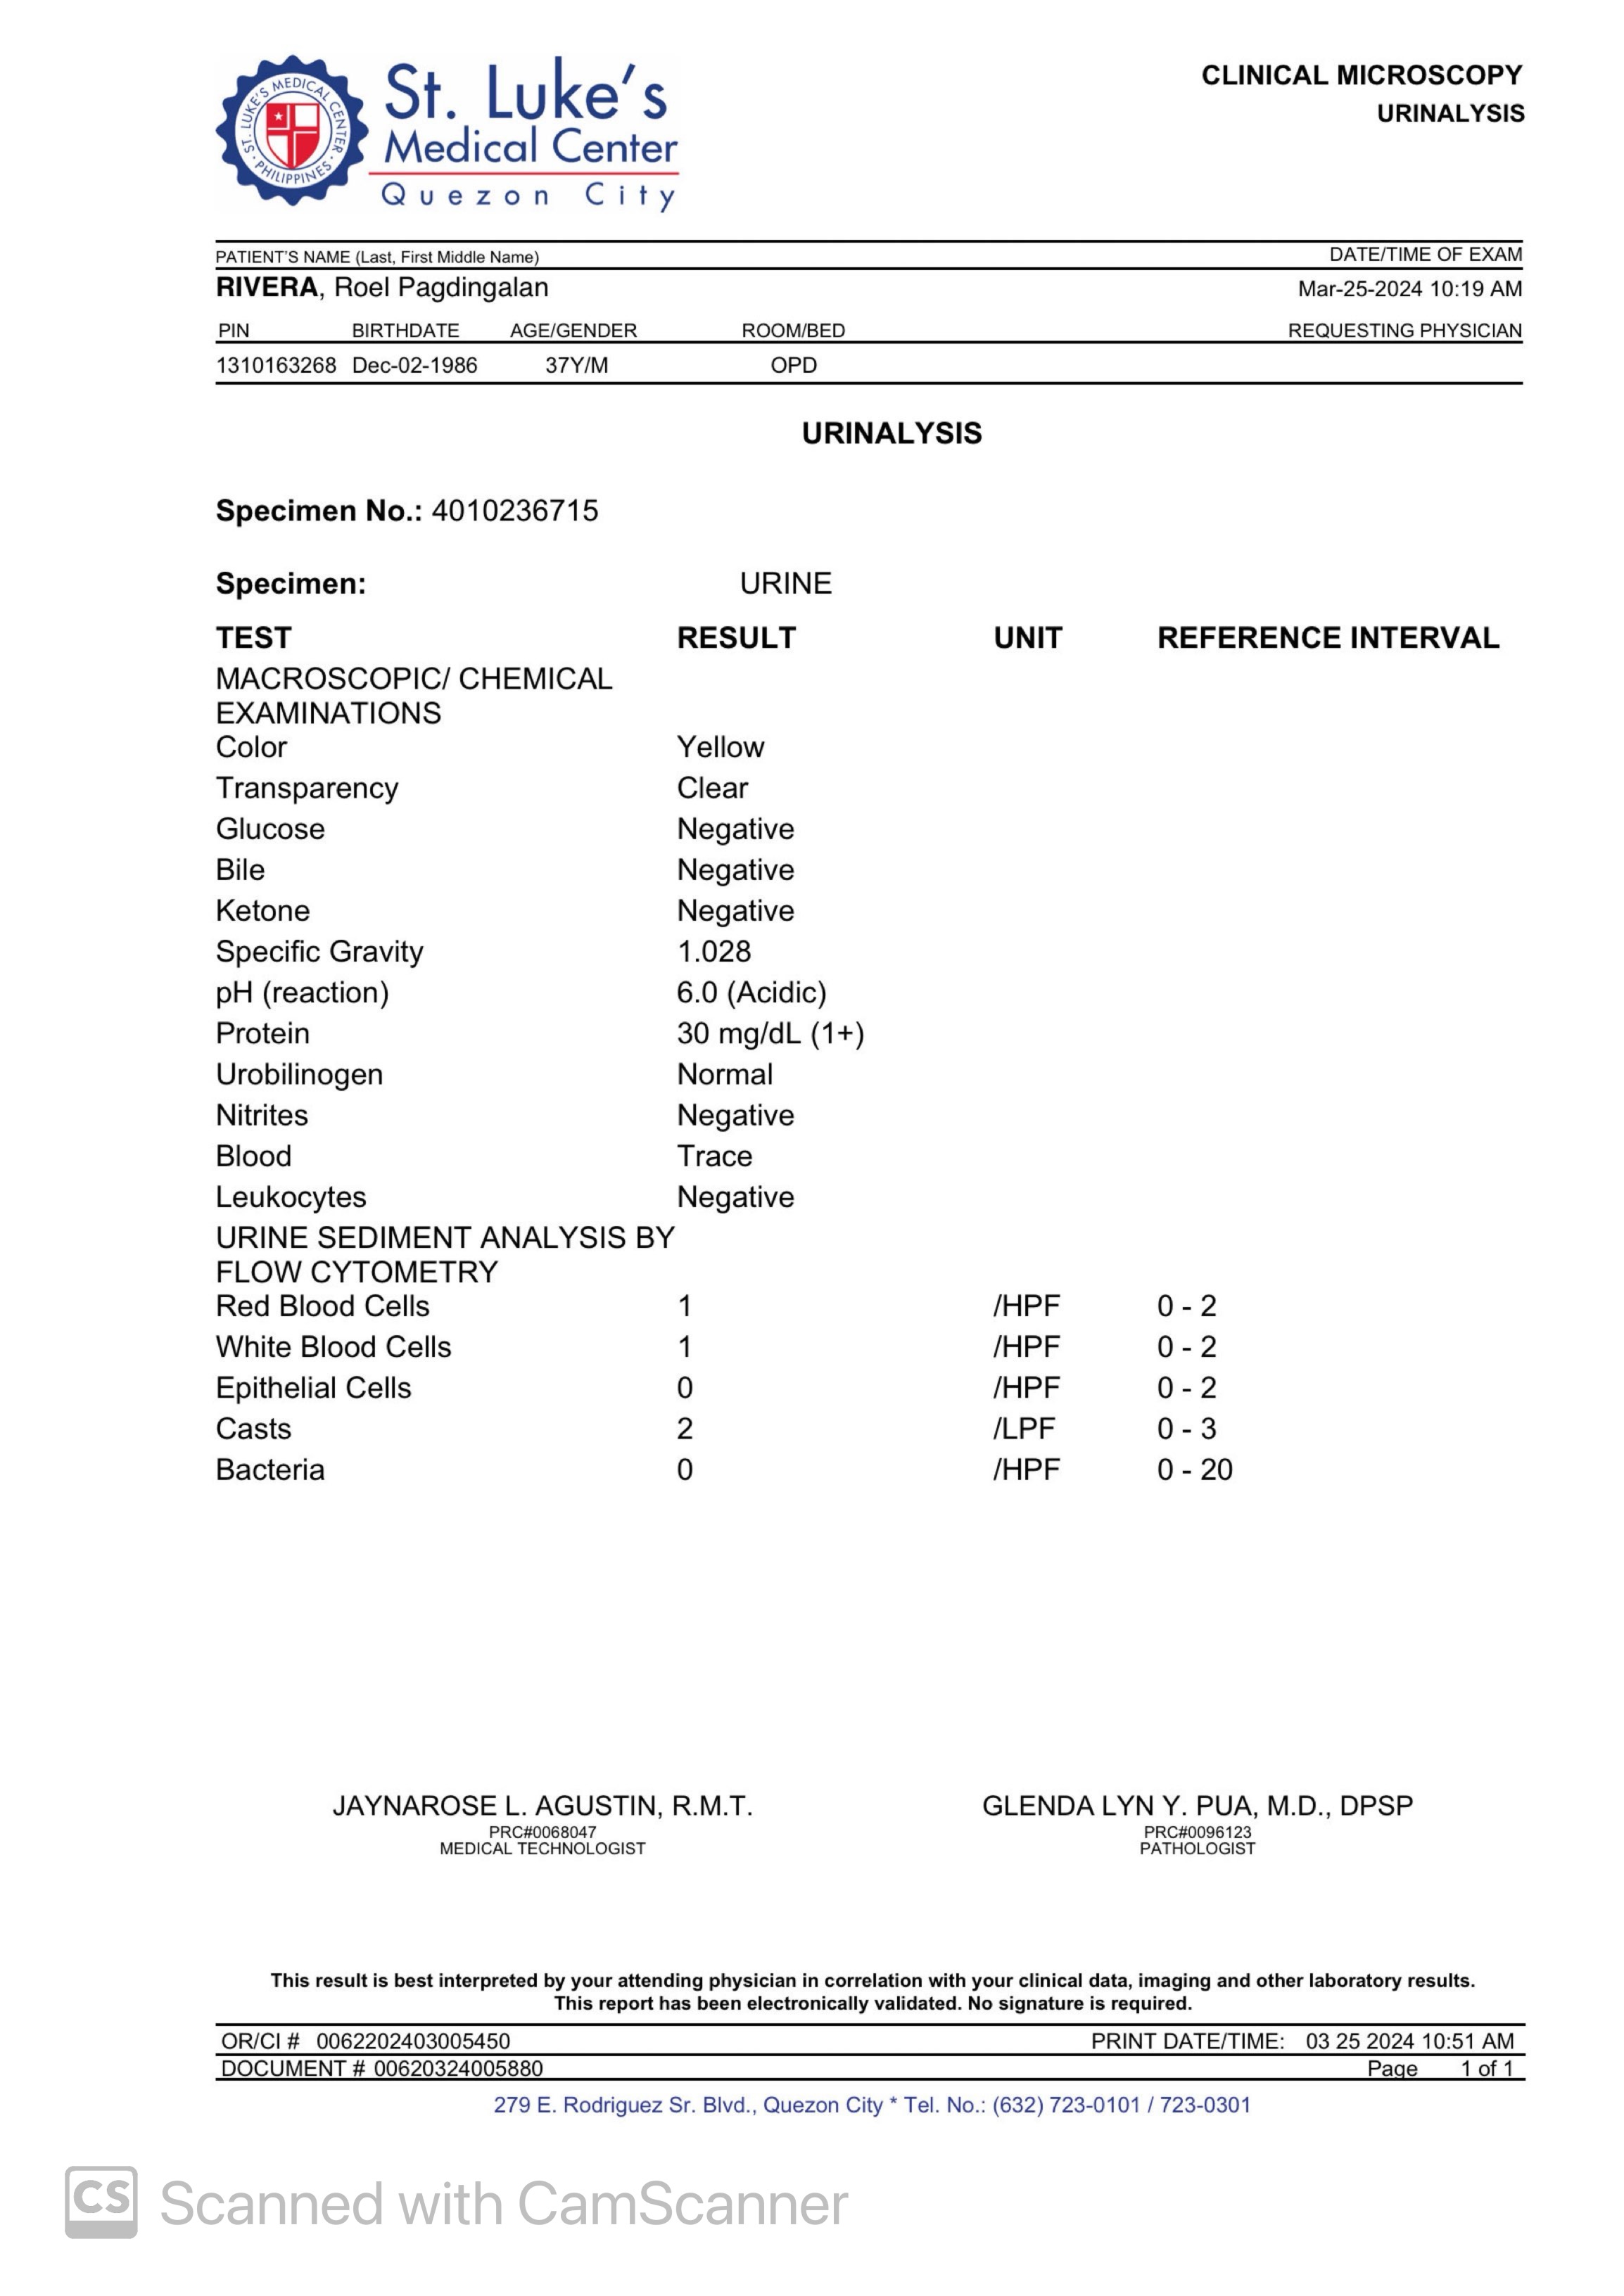 ST. LUKE'S MEDICAL CENTER · PHILIPPINES ·
St. Luke's
Medical Center
Quezon City
CLINICAL MICROSCOPY
URINALYSIS
PATIENT'S NAME (Last, First Middle Name) DATE/TIME OF EXAM
RIVERA, Roel Pagdingalan Mar-25-2024 10:19 AM
PIN BIRTHDATE AGE/GENDER ROOM/BED REQUESTING PHYSICIAN
1310163268 Dec-02-1986 37Y/M OPD
URINALYSIS
Specimen No.: 4010236715
Specimen: URINE
TEST RESULT UNIT REFERENCE INTERVAL
MACROSCOPIC/ CHEMICAL
EXAMINATIONS
Color Yellow
Transparency Clear
Glucose Negative
Bile Negative
Ketone Negative
Specific Gravity 1.028
pH (reaction) 6.0 (Acidic)
Protein 30 mg/dL (1+)
Urobilinogen Normal
Nitrites Negative
Blood Trace
Leukocytes Negative
URINE SEDIMENT ANALYSIS BY
FLOW CYTOMETRY
Red Blood Cells 1 /HPF 0 - 2
White Blood Cells 1 /HPF 0 - 2
Epithelial Cells 0 /HPF 0 - 2
Casts 2 /LPF 0 - 3
Bacteria 0 /HPF 0 - 20
JAYNAROSE L. AGUSTIN, R.M.T. GLENDA LYN Y. PUA, M.D., DPSP
PRC#0068047 PRC#0096123
MEDICAL TECHNOLOGIST PATHOLOGIST
This result is best interpreted by your attending physician in correlation with your clinical data, imaging and other laboratory results.
This report has been electronically validated. No signature is required.
OR/CI # 0062202403005450 PRINT DATE/TIME: 03 25 2024 10:51 AM
DOCUMENT # 00620324005880 Page 1 of 1
279 E. Rodriguez Sr. Blvd., Quezon City * Tel. No.: (632) 723-0101 / 723-0301
CS Scanned with CamScanner